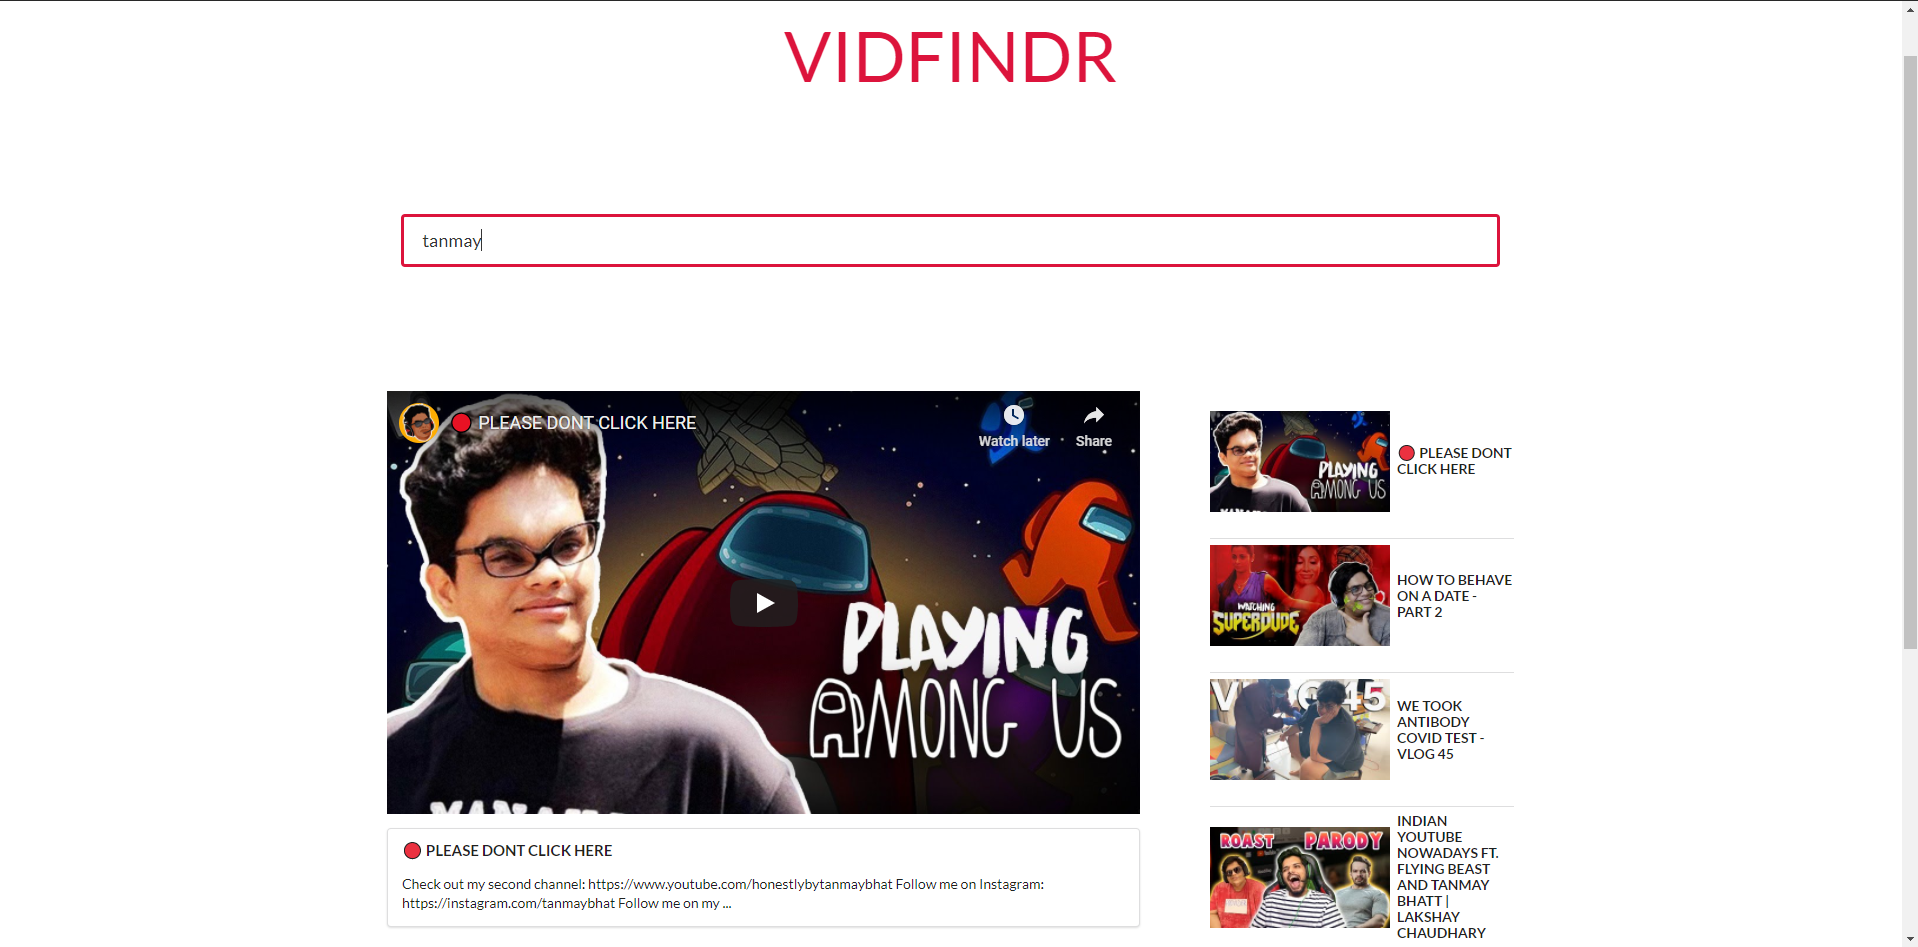 VIDFINDR
tanmay
🔴 PLEASE DONT CLICK HERE
Watch later
Share
PLAYING
AMONG US
🔴 PLEASE DONT CLICK HERE
Check out my second channel: https://www.youtube.com/honestlybytanmaybhat Follow me on Instagram:
https://instagram.com/tanmaybhat Follow me on my ...
PLAYING
AMONG US
🔴 PLEASE DONT
CLICK HERE
WATCHING
SUPERDUDE
HOW TO BEHAVE
ON A DATE -
PART 2
45
WE TOOK
ANTIBODY
COVID TEST -
VLOG 45
ROAST PARODY
INDIAN
YOUTUBE
NOWADAYS FT.
FLYING BEAST
AND TANMAY
BHATT |
LAKSHAY
CHAUDHARY